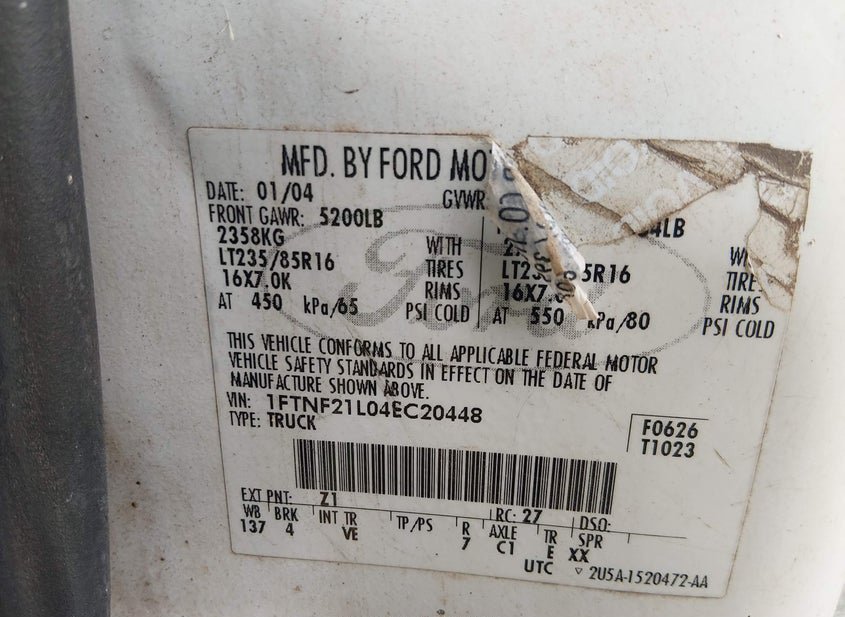 MFD. BY FORD MO
DATE: 01/04 GVWR
FRONT GAWR: 5200LB 4LB
2358KG WITH
LT235/85R16 TIRES 5R16 TIRE
16X7.0K RIMS 16X7. RIMS
AT 450 kPa/65 PSI COLD AT 550 kPa/80 PSI COLD
THIS VEHICLE CONFORMS TO ALL APPLICABLE FEDERAL MOTOR
VEHICLE SAFETY STANDARDS IN EFFECT ON THE DATE OF
MANUFACTURE SHOWN ABOVE.
VIN: 1FTNF21L04EC20448
TYPE: TRUCK
F0626
T1023
EXT PNT: Z1 RC: 27 DSO:
WB BRK INT TR TP/PS R AXLE TR SPR
137 4 VE 7 C1 E XX
UTC ▽ 2U5A-1520472-AA
Ford